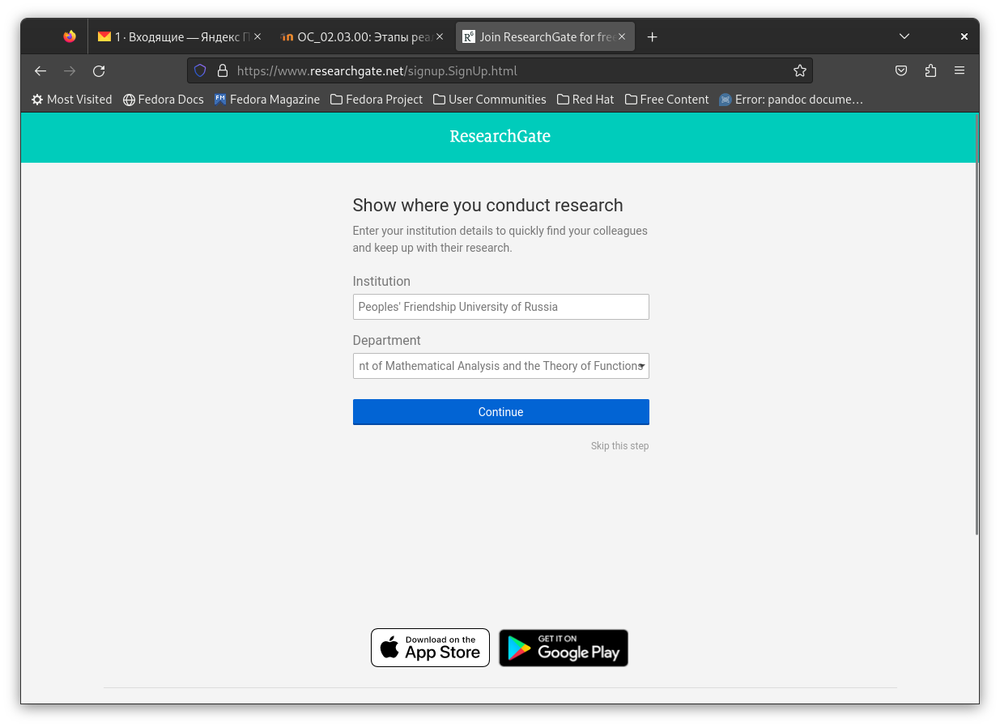 1 · Входящие — Яндекс П
ОС_02.03.00: Этапы реа
Join ResearchGate for free
https://www.researchgate.net/signup.SignUp.html
Most Visited
Fedora Docs
Fedora Magazine
Fedora Project
User Communities
Red Hat
Free Content
Error: pandoc docume…
ResearchGate
Show where you conduct research
Enter your institution details to quickly find your colleagues
and keep up with their research.
Institution
Peoples' Friendship University of Russia
Department
nt of Mathematical Analysis and the Theory of Functions
Continue
Skip this step
Download on the
App Store
GET IT ON
Google Play